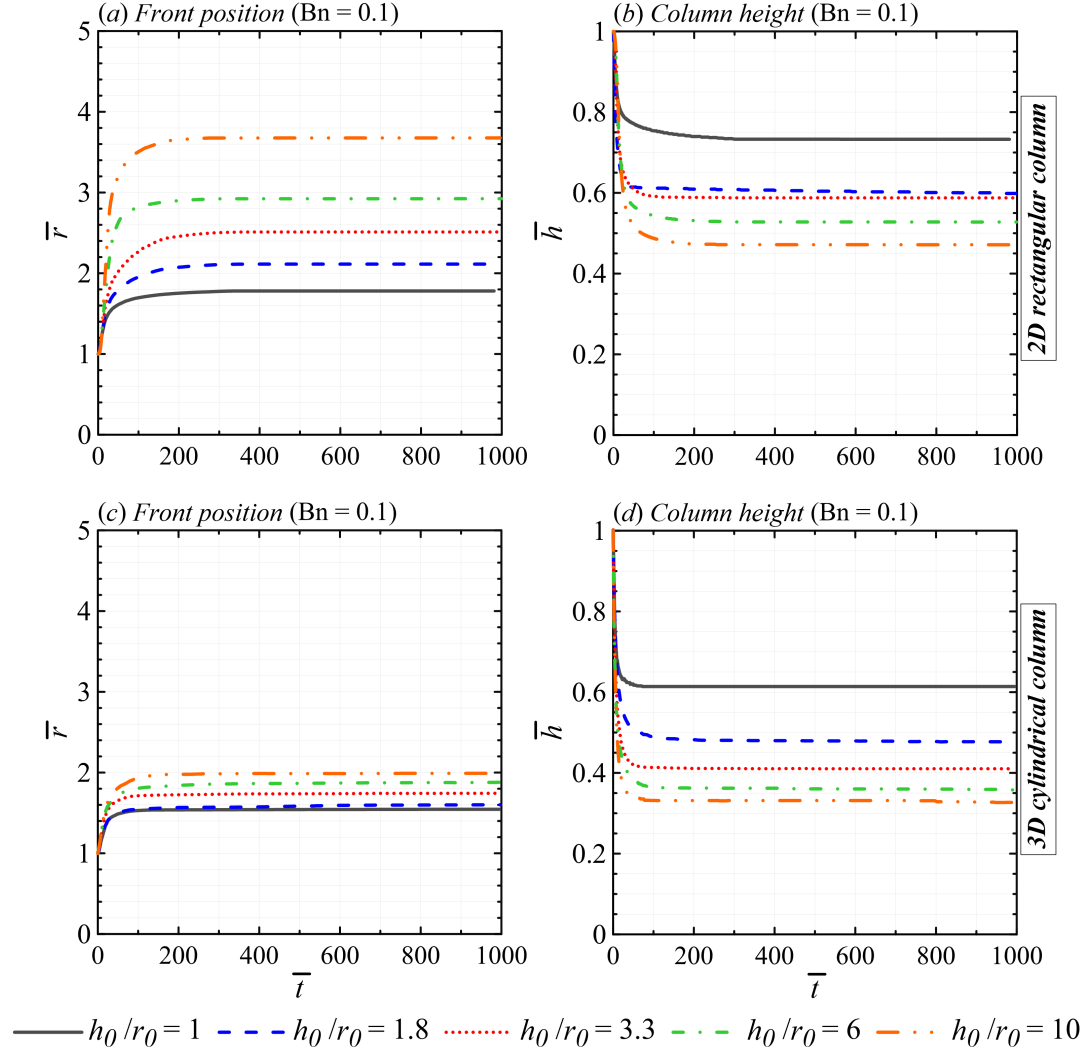 (a) Front position (Bn = 0.1)
5
4
3
2
1
0
r̅
0 200 400 600 800 1000
(b) Column height (Bn = 0.1)
1
0.8
0.6
0.4
0.2
0
h̅
0 200 400 600 800 1000
2D rectangular column
(c) Front position (Bn = 0.1)
5
4
3
2
1
0
r̅
0 200 400 600 800 1000
t̅
(d) Column height (Bn = 0.1)
1
0.8
0.6
0.4
0.2
0
h̅
0 200 400 600 800 1000
t̅
3D cylindrical column
h₀/r₀ = 1 h₀/r₀ = 1.8 h₀/r₀ = 3.3 h₀/r₀ = 6 h₀/r₀ = 10